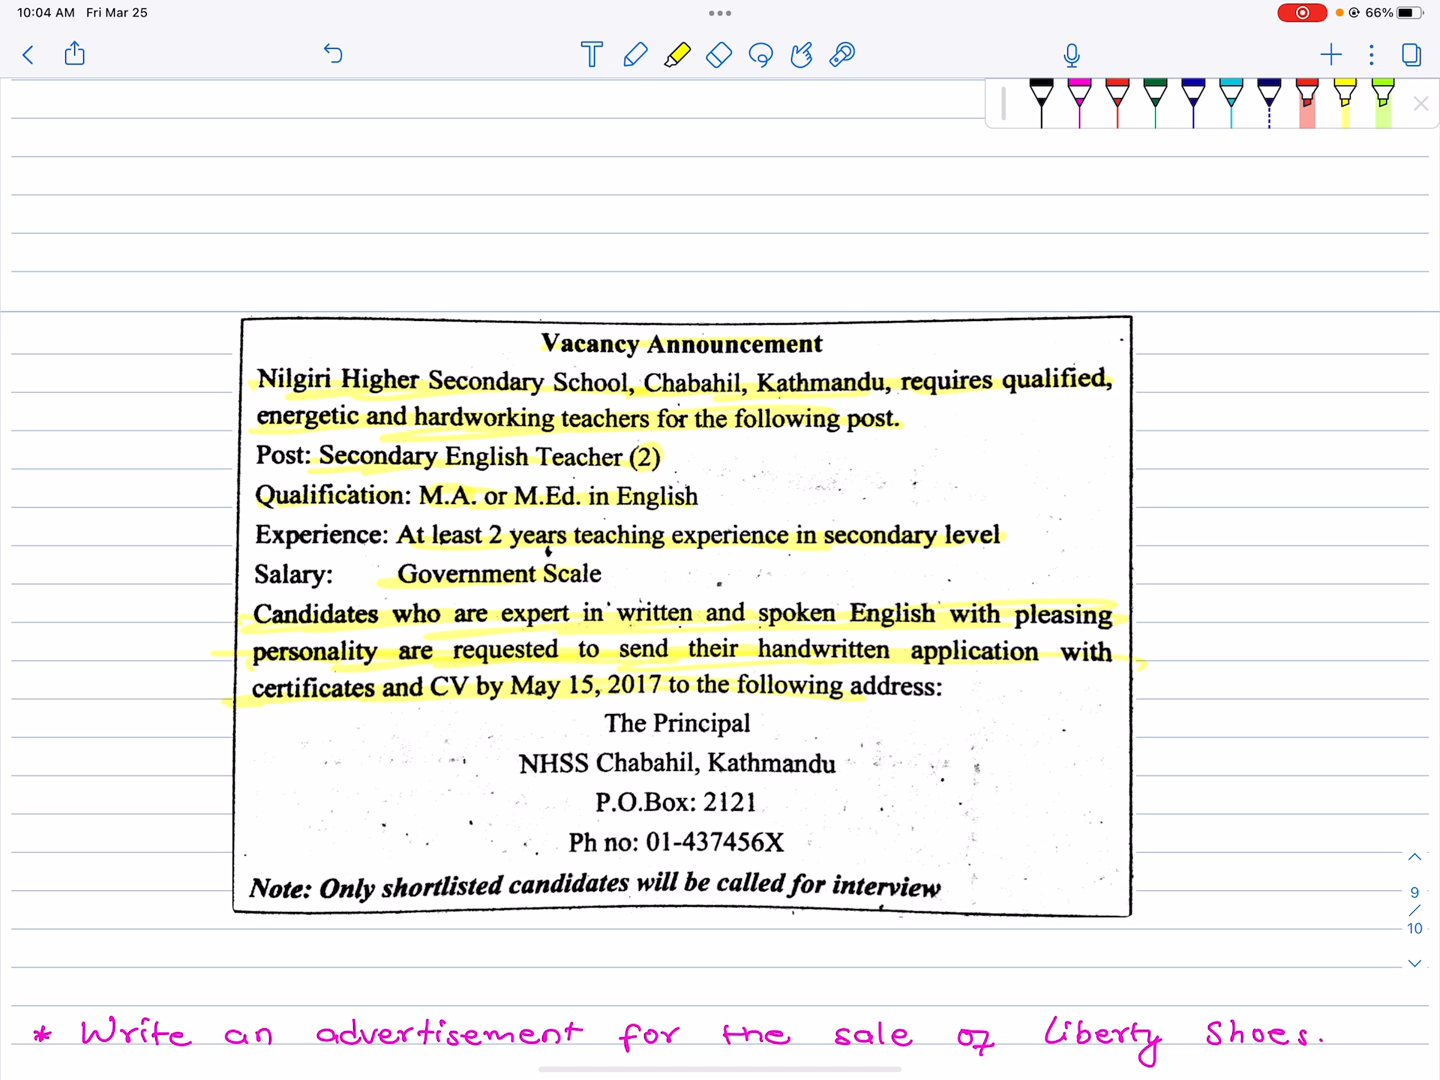 10:04 AM Fri Mar 25
66%
Vacancy Announcement
Nilgiri Higher Secondary School, Chabahil, Kathmandu, requires qualified,
energetic and hardworking teachers for the following post.
Post: Secondary English Teacher (2)
Qualification: M.A. or M.Ed. in English
Experience: At least 2 years teaching experience in secondary level
Salary: Government Scale
Candidates who are expert in written and spoken English with pleasing
personality are requested to send their handwritten application with
certificates and CV by May 15, 2017 to the following address:
The Principal
NHSS Chabahil, Kathmandu
P.O.Box: 2121
Ph no: 01-437456X
Note: Only shortlisted candidates will be called for interview
9
/
10
* Write an advertisement for the sale of Liberty Shoes.